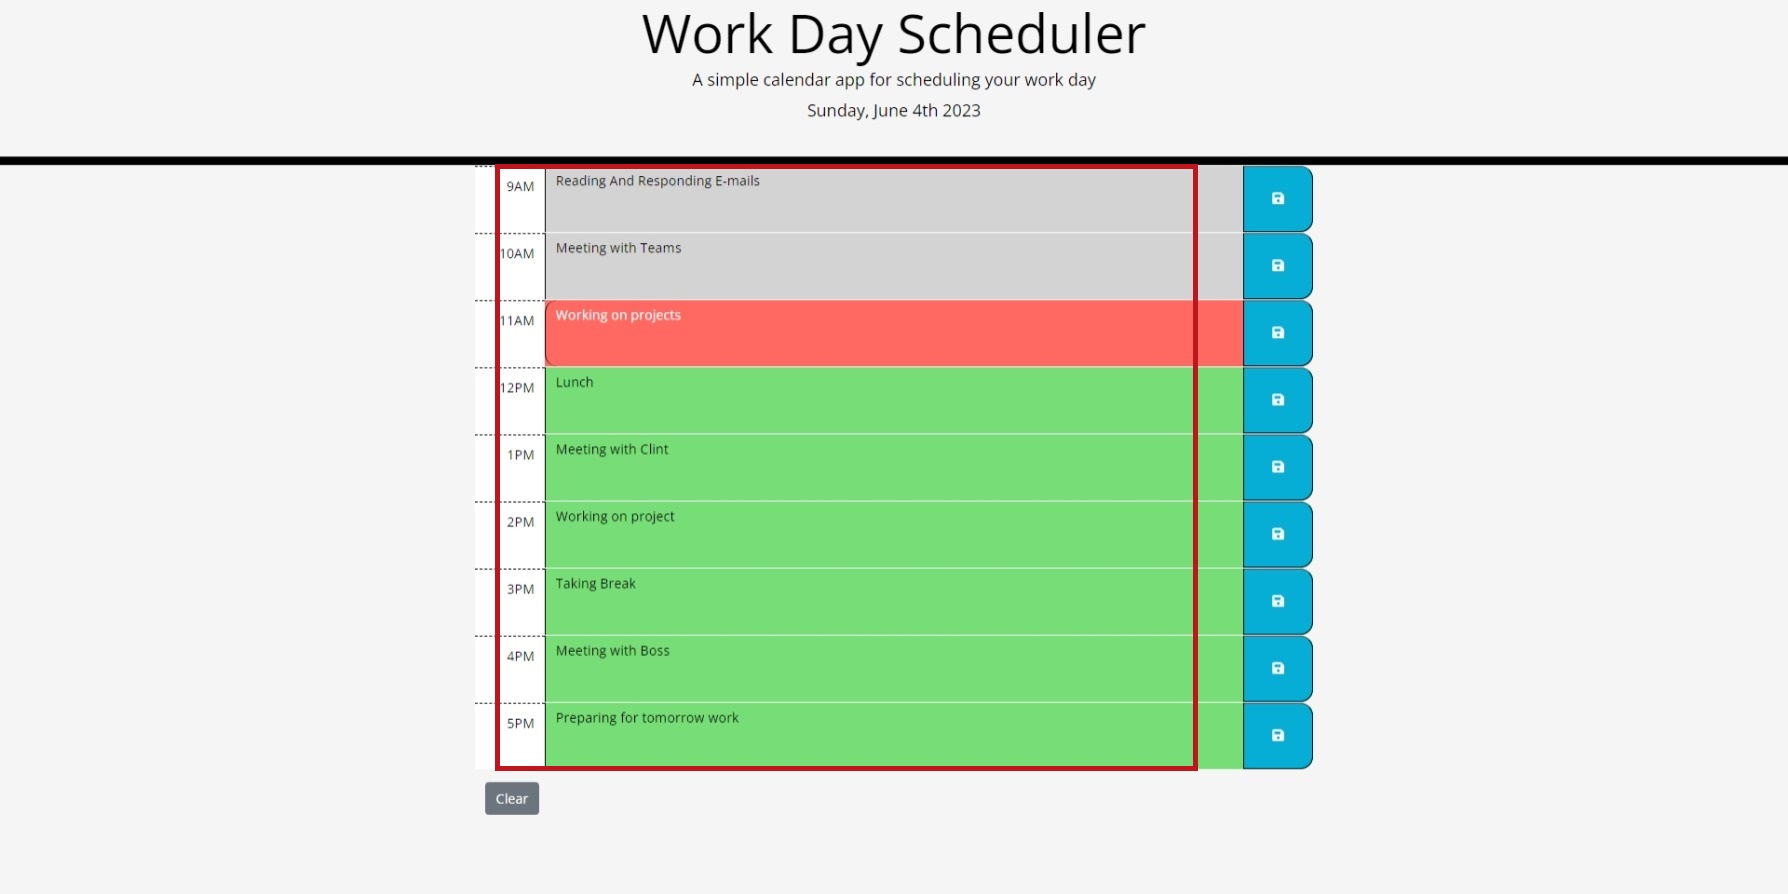 Work Day Scheduler
A simple calendar app for scheduling your work day
Sunday, June 4th 2023
9AM Reading And Responding E-mails
10AM Meeting with Teams
11AM Working on projects
12PM Lunch
1PM Meeting with Clint
2PM Working on project
3PM Taking Break
4PM Meeting with Boss
5PM Preparing for tomorrow work
Clear